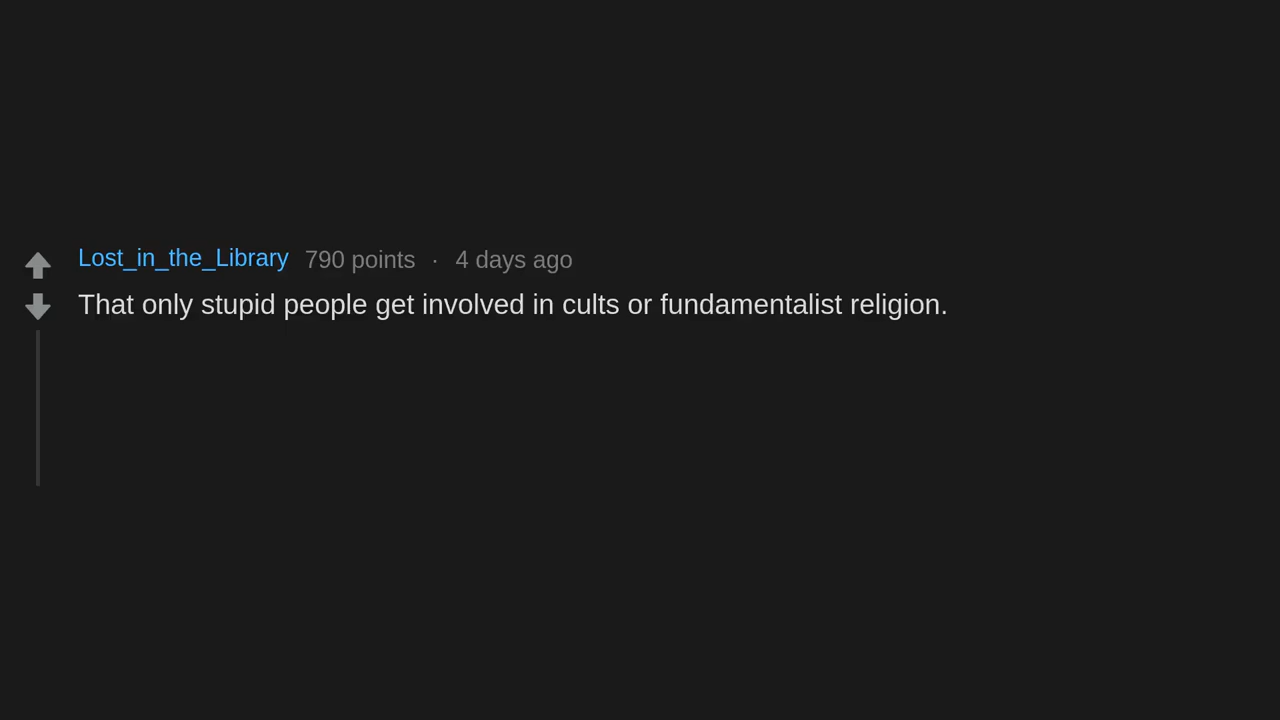 Lost_in_the_Library 790 points · 4 days ago
That only stupid people get involved in cults or fundamentalist religion.